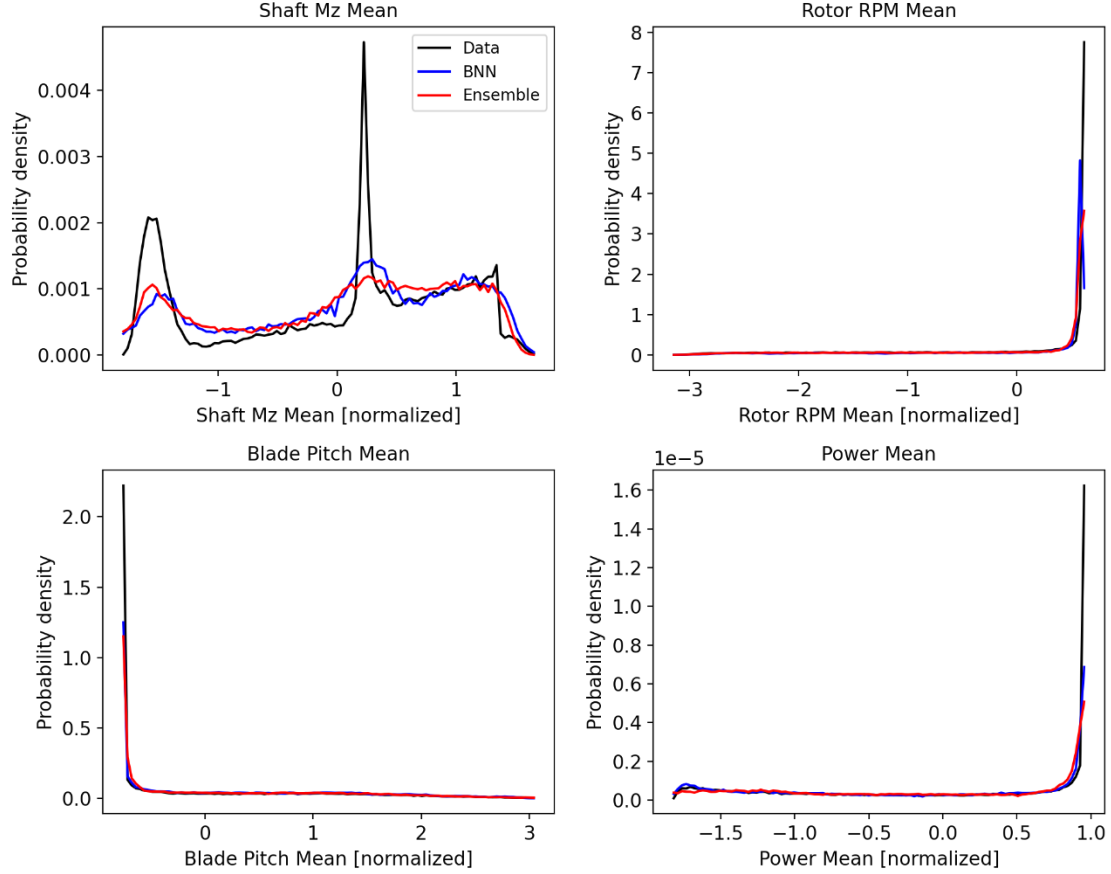 Shaft Mz Mean
Probability density
0.004
0.003
0.002
0.001
0.000
−1
0
1
Shaft Mz Mean [normalized]
Data
BNN
Ensemble
Rotor RPM Mean
Probability density
8
7
6
5
4
3
2
1
0
−3
−2
−1
0
Rotor RPM Mean [normalized]
Blade Pitch Mean
Probability density
2.0
1.5
1.0
0.5
0.0
0
1
2
3
Blade Pitch Mean [normalized]
Power Mean
1e−5
Probability density
1.6
1.4
1.2
1.0
0.8
0.6
0.4
0.2
0.0
−1.5
−1.0
−0.5
0.0
0.5
1.0
Power Mean [normalized]